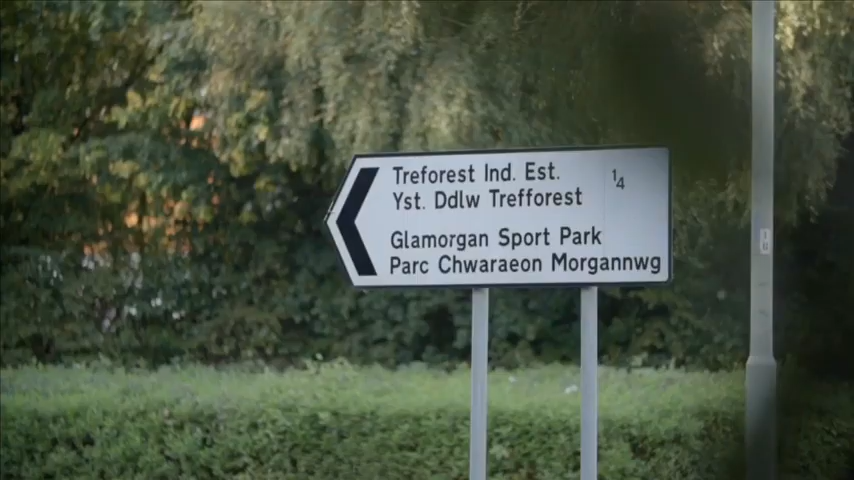 Treforest Ind. Est. 1/4
Yst. Ddlw Trefforest
Glamorgan Sport Park
Parc Chwaraeon Morgannwg